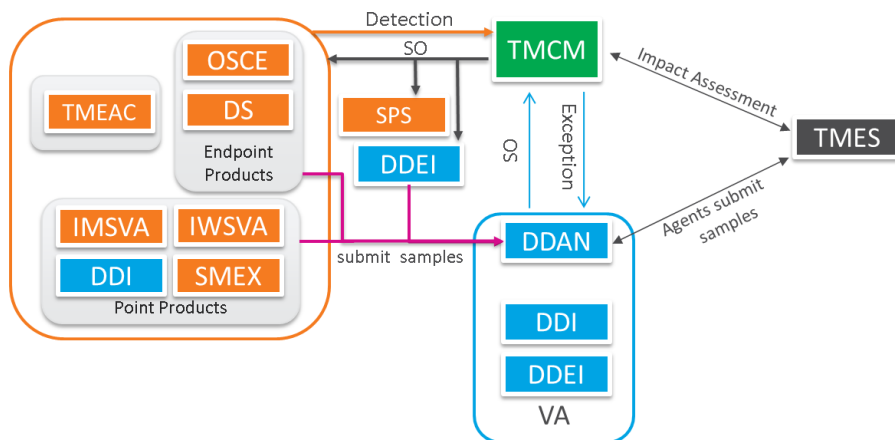 Detection
SO
TMCM
OSCE
DS
Endpoint
Products
TMEAC
SPS
DDEI
Impact Assessment
TMES
SO
Exception
Agents submit
samples
IMSVA
IWSVA
DDI
SMEX
Point Products
submit samples
DDAN
DDI
DDEI
VA